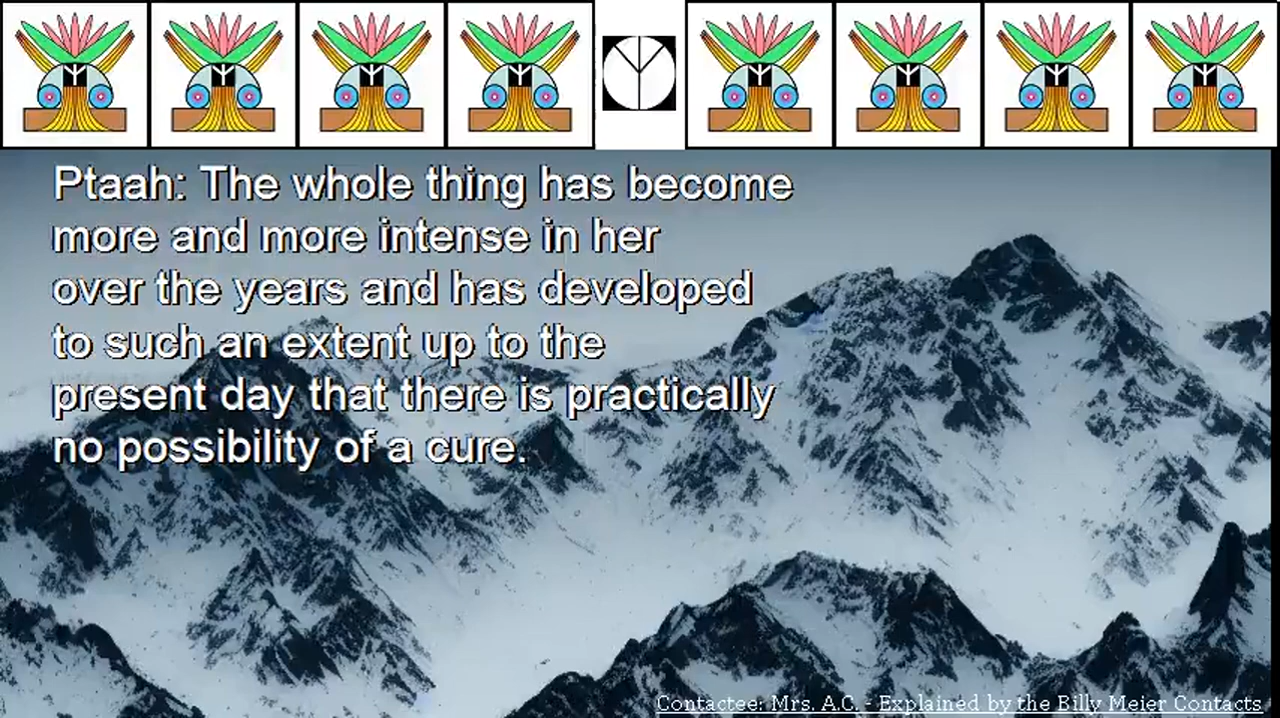 Ptaah: The whole thing has become
more and more intense in her
over the years and has developed
to such an extent up to the
present day that there is practically
no possibility of a cure.
Contactee: Mrs. A.C. - Explained by the Billy Meier Contacts